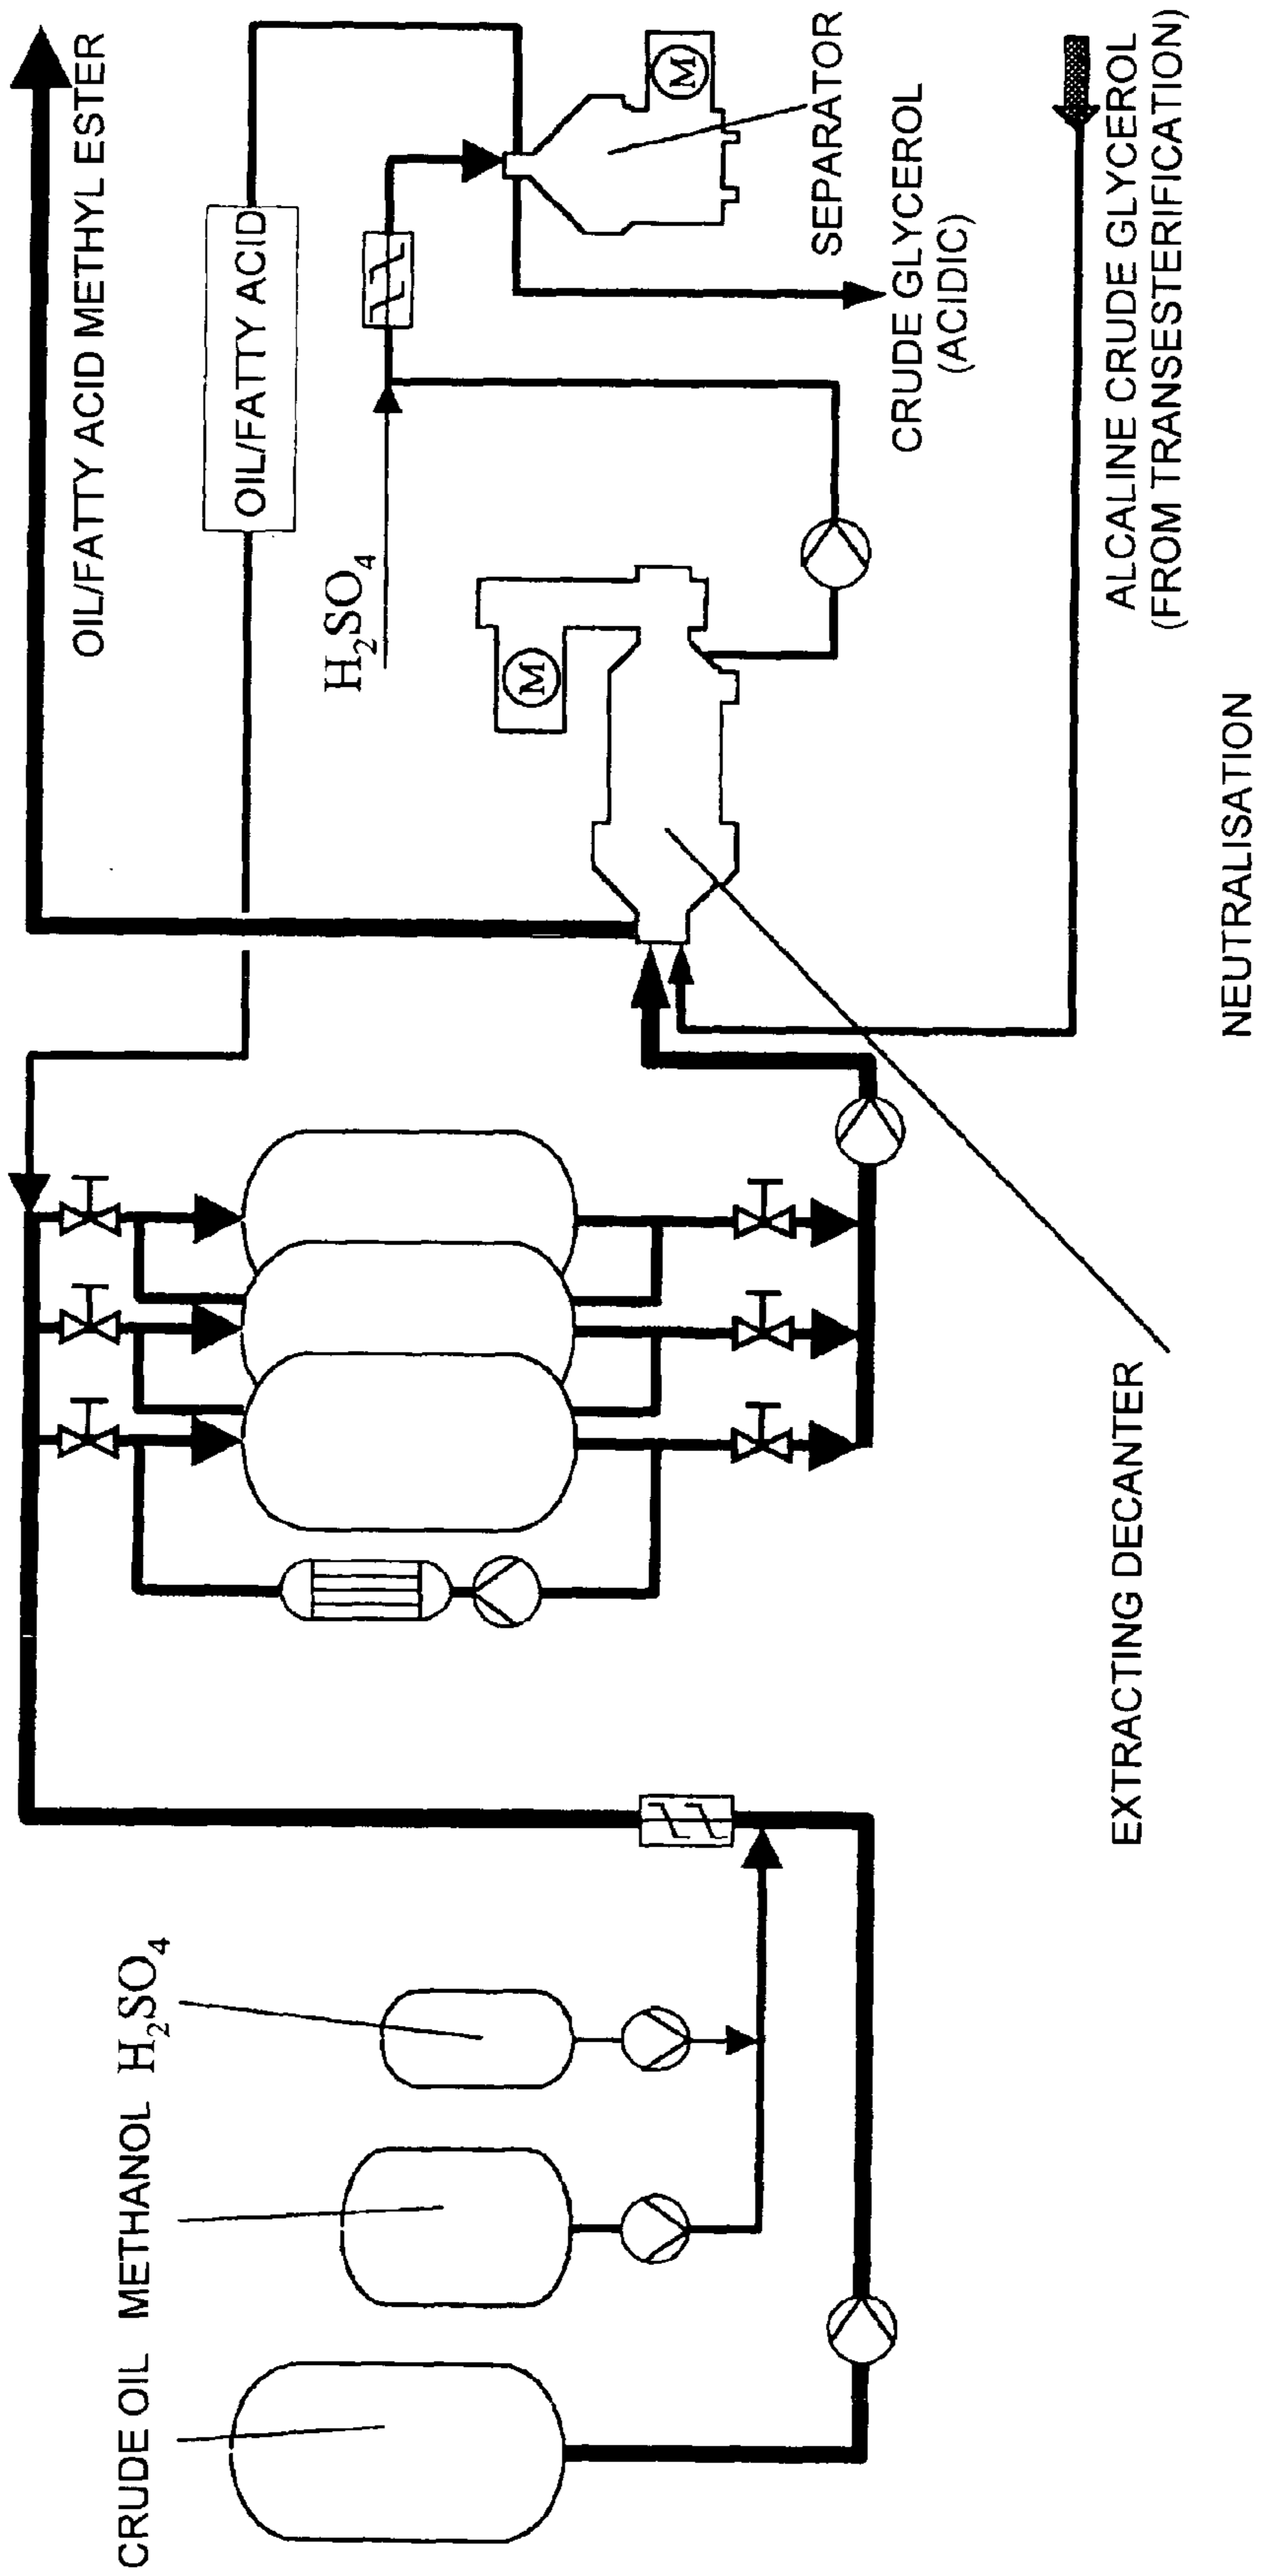 CRUDE OIL
METHANOL
H₂SO₄
OIL/FATTY ACID METHYL ESTER
OIL/FATTY ACID
H₂SO₄
M
M
SEPARATOR
CRUDE GLYCEROL
(ACIDIC)
EXTRACTING DECANTER
ALCALINE CRUDE GLYCEROL
(FROM TRANSESTERIFICATION)
NEUTRALISATION